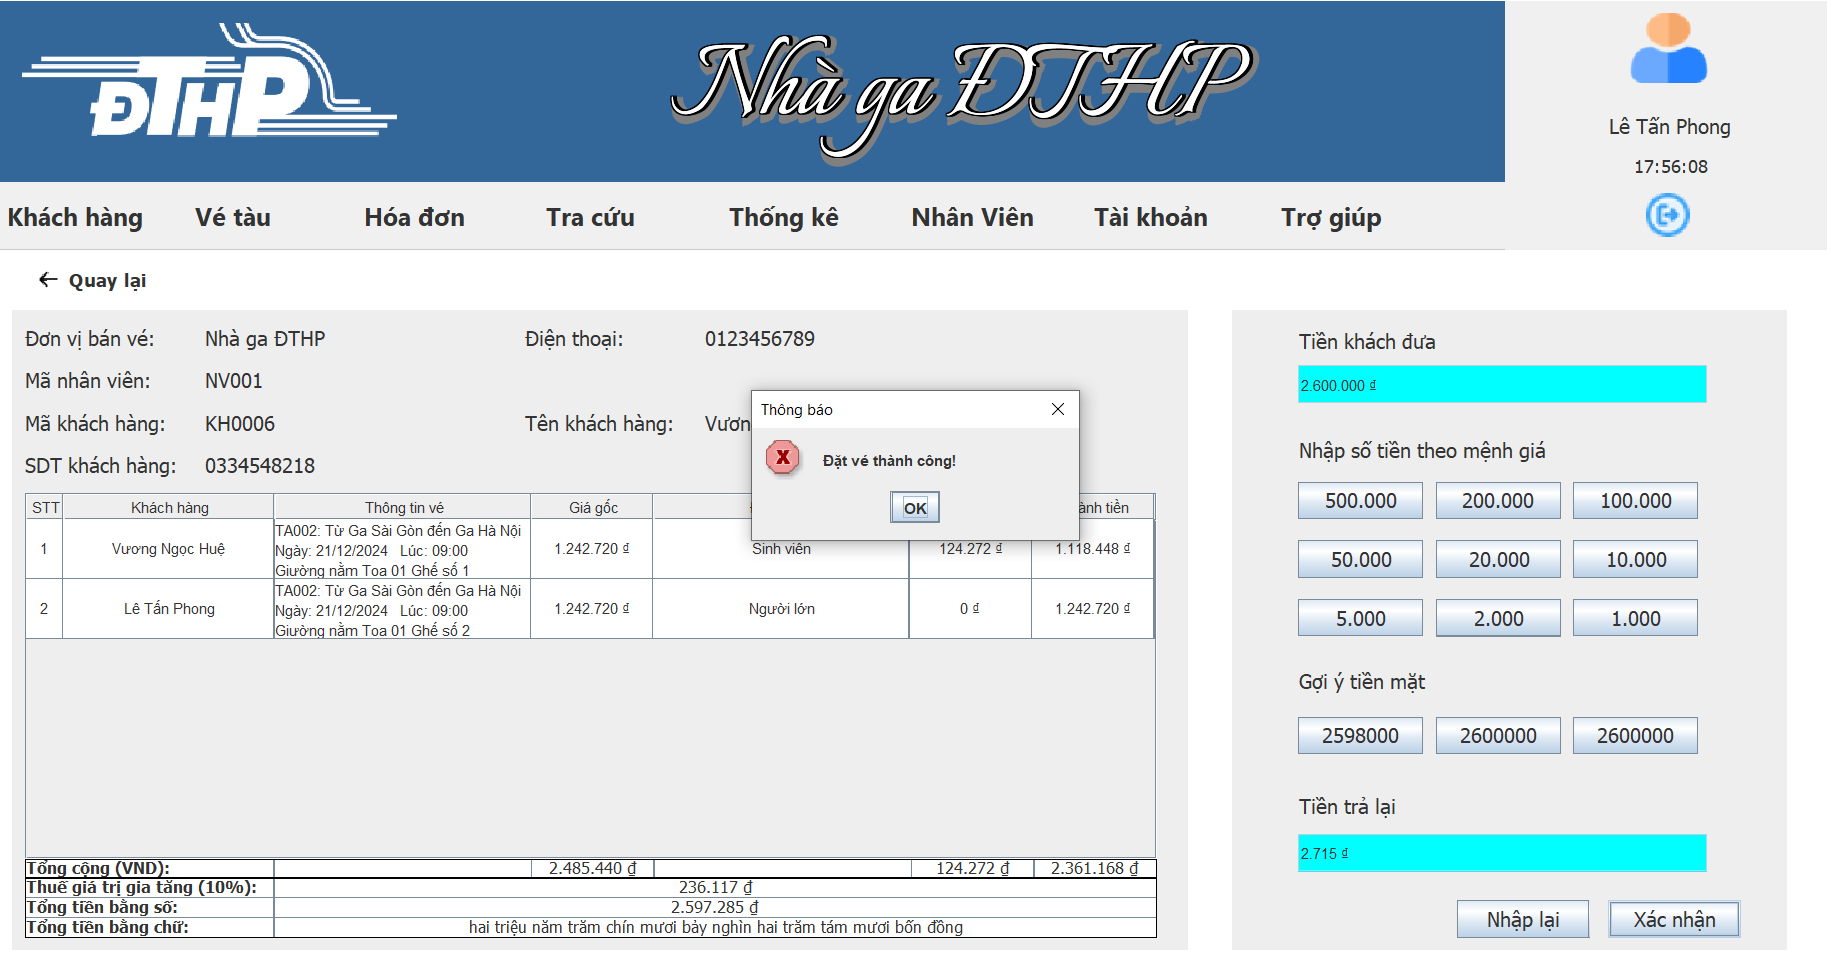 ĐTHP
Nhà ga ĐTHP
Lê Tấn Phong
17:56:08
Khách hàng Vé tàu Hóa đơn Tra cứu Thống kê Nhân Viên Tài khoản Trợ giúp
Quay lại
Đơn vị bán vé: Nhà ga ĐTHP Điện thoại: 0123456789
Mã nhân viên: NV001
Mã khách hàng: KH0006 Tên khách hàng: Vươn
SDT khách hàng: 0334548218
Thông báo
X
Đặt vé thành công!
OK
STT Khách hàng Thông tin vé Giá gốc ành tiền
1 Vương Ngọc Huệ TA002: Từ Ga Sài Gòn đến Ga Hà Nội
Ngày: 21/12/2024 Lúc: 09:00
Giường nằm Toa 01 Ghế số 1
1.242.720 ₫ Sinh viên 124.272 ₫ 1.118.448 ₫
2 Lê Tấn Phong TA002: Từ Ga Sài Gòn đến Ga Hà Nội
Ngày: 21/12/2024 Lúc: 09:00
Giường nằm Toa 01 Ghế số 2
1.242.720 ₫ Người lớn 0 ₫ 1.242.720 ₫
Tổng cộng (VND): 2.485.440 ₫ 124.272 ₫ 2.361.168 ₫
Thuế giá trị gia tăng (10%): 236.117 ₫
Tổng tiền bằng số: 2.597.285 ₫
Tổng tiền bằng chữ: hai triệu năm trăm chín mươi bảy nghìn hai trăm tám mươi bốn đồng
Tiền khách đưa
2.600.000 ₫
Nhập số tiền theo mệnh giá
500.000 200.000 100.000
50.000 20.000 10.000
5.000 2.000 1.000
Gợi ý tiền mặt
2598000 2600000 2600000
Tiền trả lại
2.715 ₫
Nhập lại Xác nhận